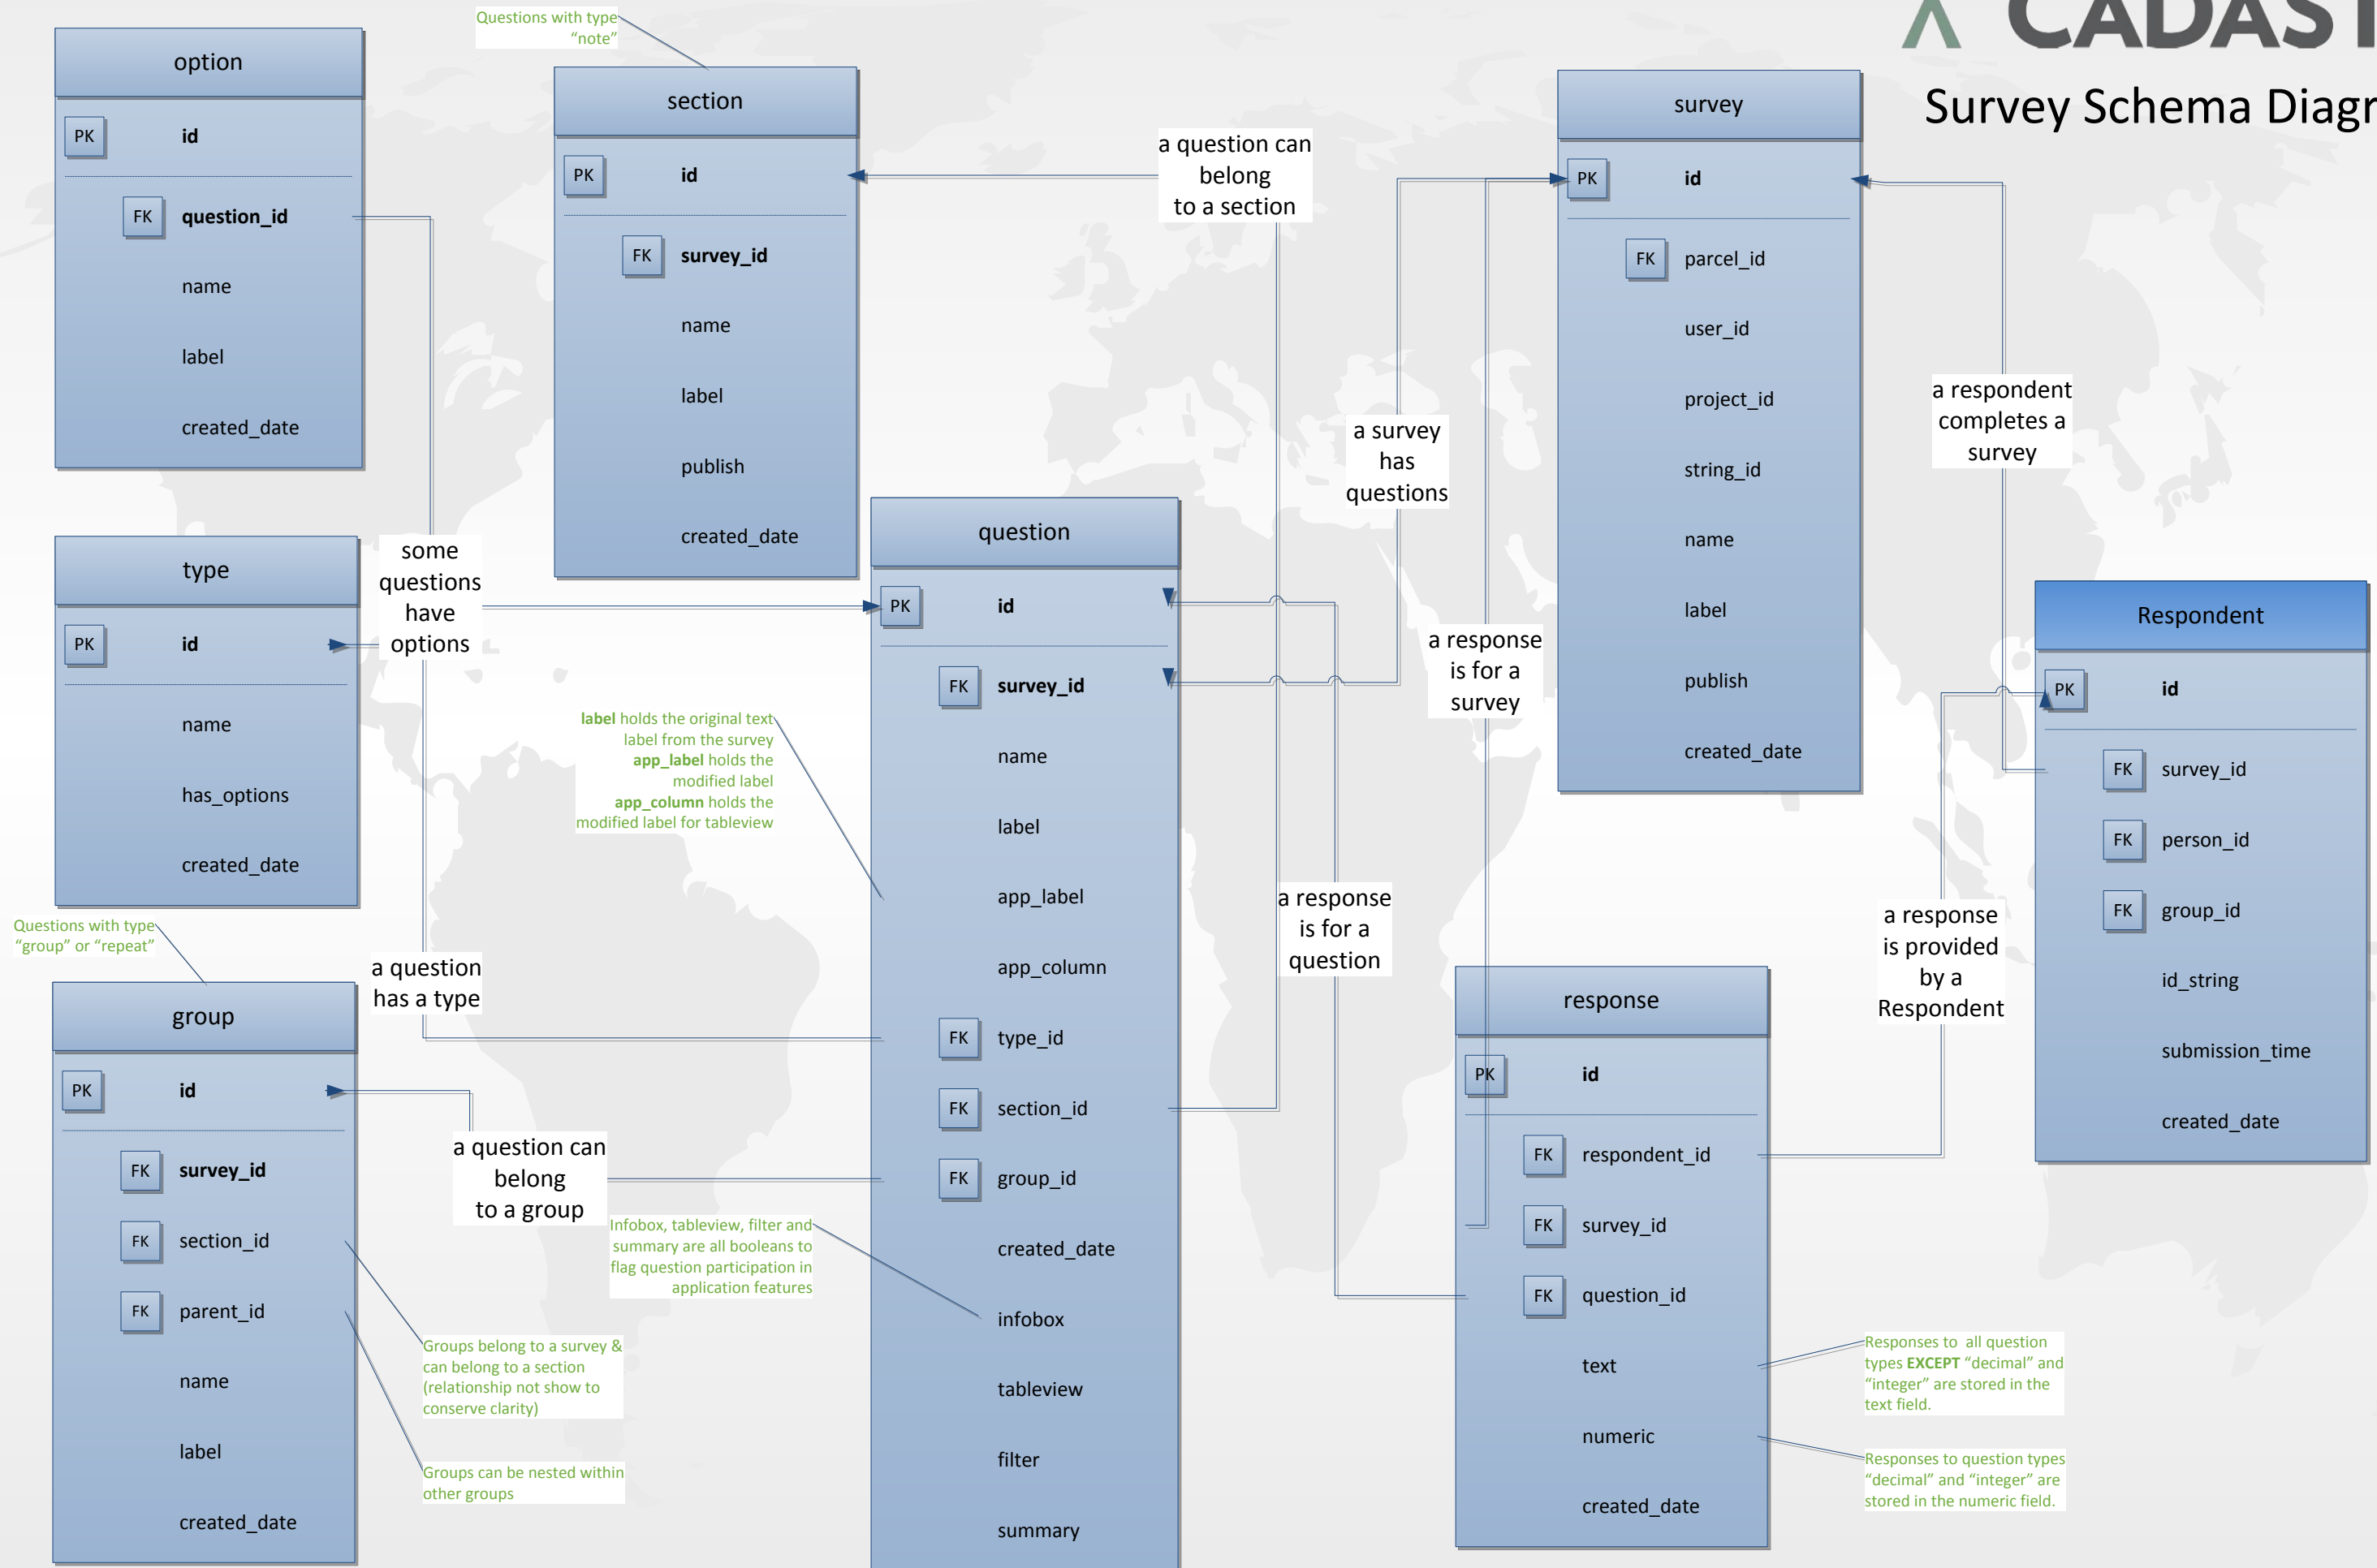 CADAST
Survey Schema Diagr
Questions with type
“note”
option
PK id
FK question_id
name
label
created_date
section
PK id
FK survey_id
name
label
publish
created_date
a question can
belong
to a section
survey
PK id
FK parcel_id
user_id
project_id
string_id
name
label
publish
created_date
a survey
has
questions
a respondent
completes a
survey
type
PK id
name
has_options
created_date
some
questions
have
options
question
PK id
FK survey_id
name
label
app_label
app_column
FK type_id
FK section_id
FK group_id
created_date
infobox
tableview
filter
summary
label holds the original text
label from the survey
app_label holds the
modified label
app_column holds the
modified label for tableview
a response
is for a
survey
Respondent
PK id
FK survey_id
FK person_id
FK group_id
id_string
submission_time
created_date
Questions with type
“group” or “repeat”
a question
has a type
a response
is for a
question
a response
is provided
by a
Respondent
group
PK id
FK survey_id
FK section_id
FK parent_id
name
label
created_date
a question can
belong
to a group
Infobox, tableview, filter and
summary are all booleans to
flag question participation in
application features
Groups belong to a survey &
can belong to a section
(relationship not show to
conserve clarity)
Groups can be nested within
other groups
response
PK id
FK respondent_id
FK survey_id
FK question_id
text
numeric
created_date
Responses to all question
types EXCEPT “decimal” and
“integer” are stored in the
text field.
Responses to question types
“decimal” and “integer” are
stored in the numeric field.